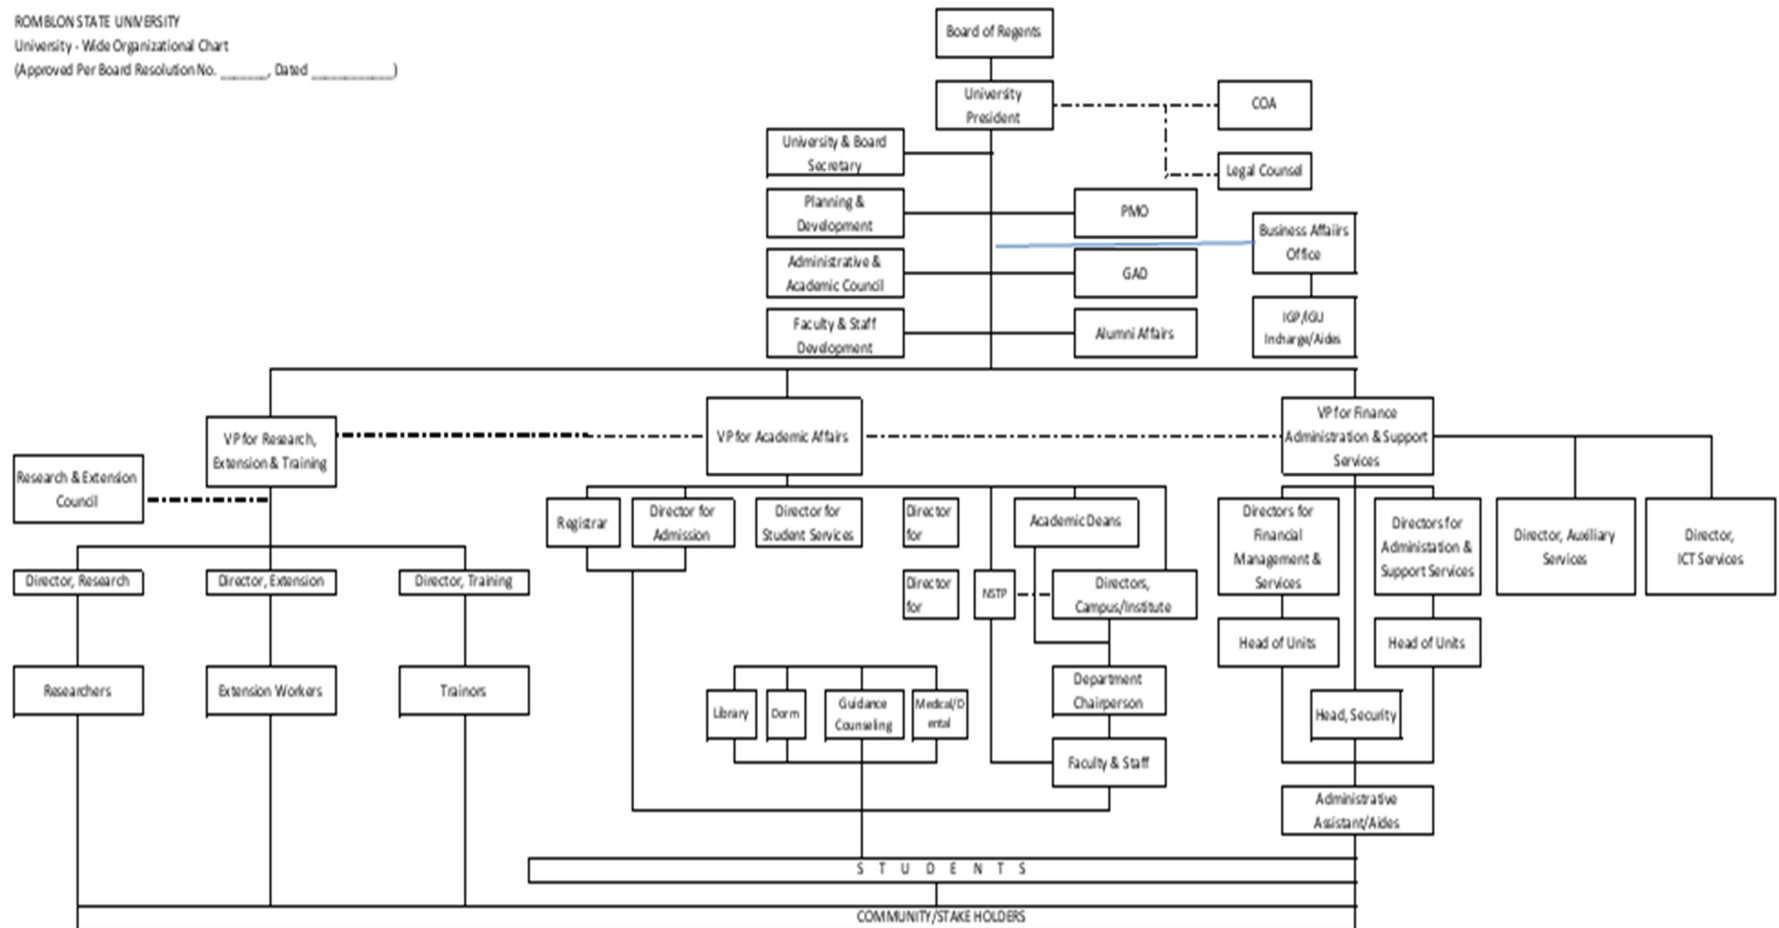 ROMBLON STATE UNIVERSITY
University - Wide Organizational Chart
(Approved Per Board Resolution No. ______, Dated __________)
Board of Regents
University
President
COA
University & Board
Secretary
Legal Counsel
Planning &
Development
PMO
Business Affaiirs
Office
Administrative &
Academic Council
GAD
Faculty & Staff
Development
Alumni Affairs
IGP/IGU
Incharge/Aides
VP for Research,
Extension & Training
VP for Academic Affairs
VP for Finance
Administration & Support
Services
Research & Extension
Council
Registrar
Director for
Admission
Director for
Student Services
Director
for
Academic Deans
Directors for
Financial
Management &
Services
Directors for
Administation &
Support Services
Director, Auxiliary
Services
Director,
ICT Services
Director, Research
Director, Extension
Director, Training
Director
for
NSTP
Directors,
Campus/Institute
Head of Units
Head of Units
Researchers
Extension Workers
Trainors
Library
Dorm
Guidance
Counseling
Medical/D
ental
Department
Chairperson
Head, Security
Faculty & Staff
Administrative
Assistant/Aides
S T U D E N T S
COMMUNITY/STAKE HOLDERS